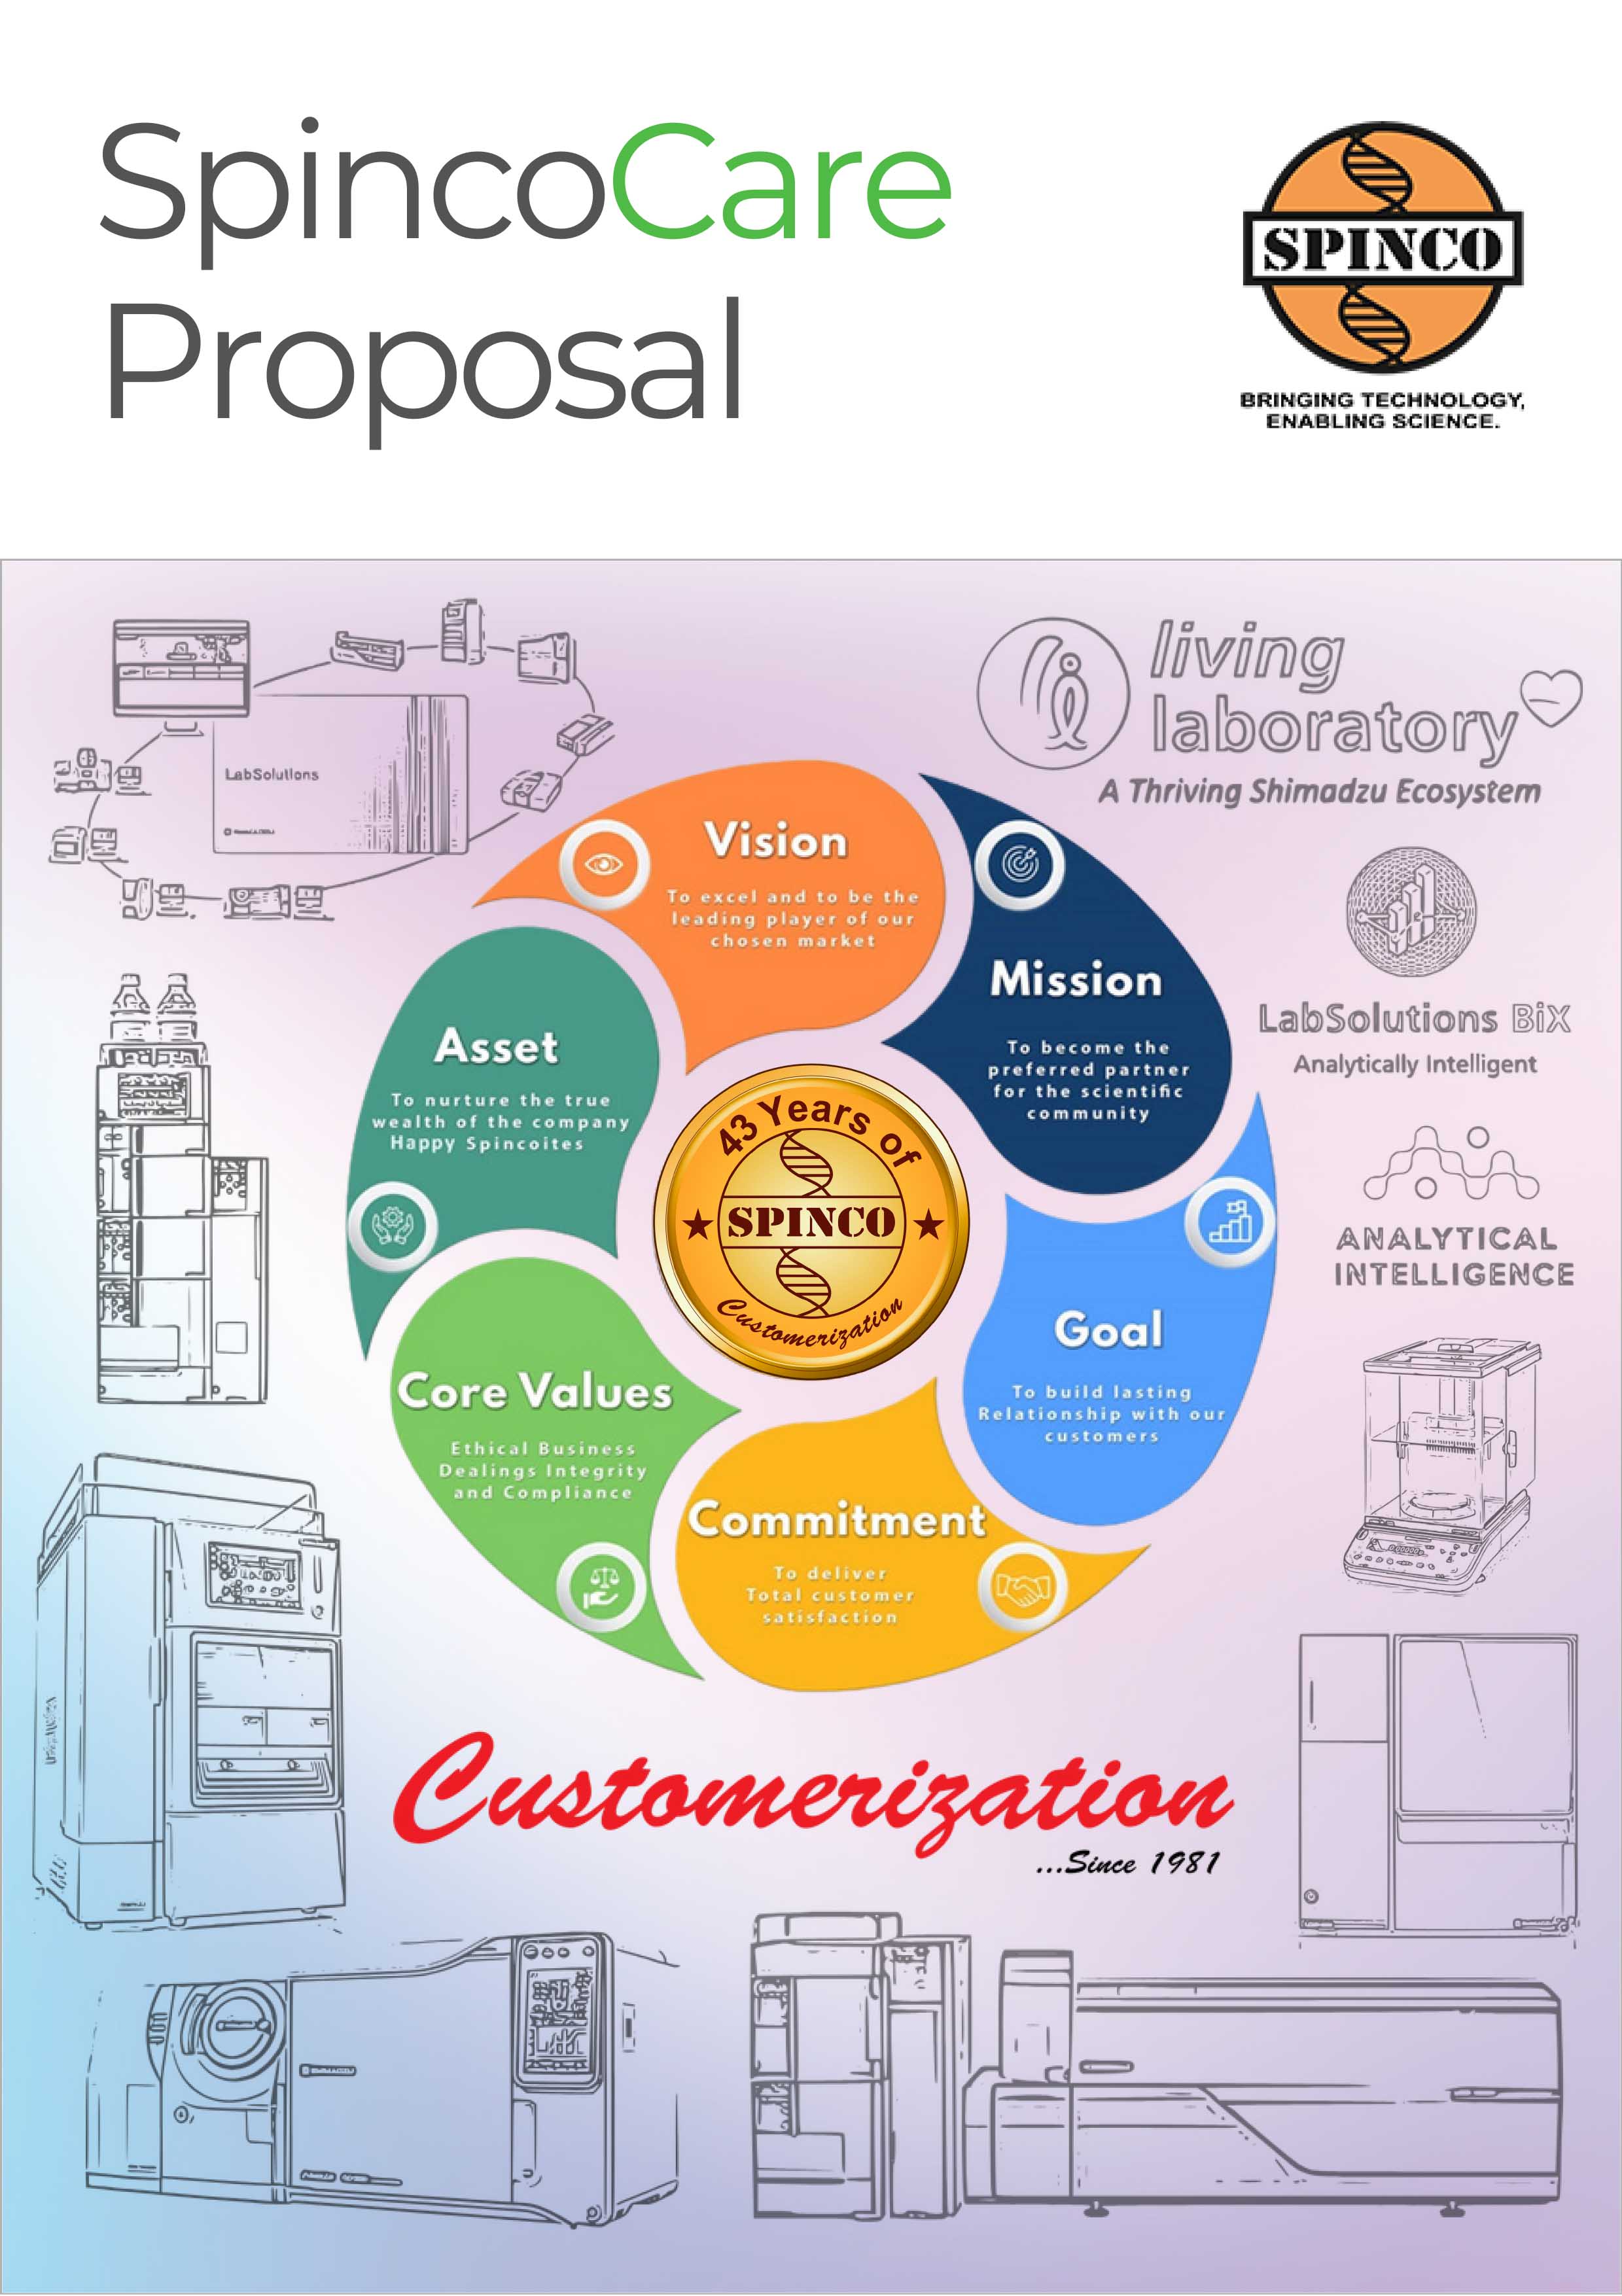 SpincoCare
Proposal
SPINCO
BRINGING TECHNOLOGY,
ENABLING SCIENCE.
living
laboratory
A Thriving Shimadzu Ecosystem
LabSolutions
Vision
To excel and to be the
leading player of our
chosen market
Mission
To become the
preferred partner
for the scientific
community
LabSolutions BiX
Analytically Intelligent
Asset
To nurture the true
wealth of the company
Happy Spincoites
43 Years of
SPINCO
Customerization
ANALYTICAL
INTELLIGENCE
Goal
To build lasting
Relationship with our
customers
Core Values
Ethical Business
Dealings Integrity
and Compliance
Commitment
To deliver
Total customer
satisfaction
Customerization
...Since 1981